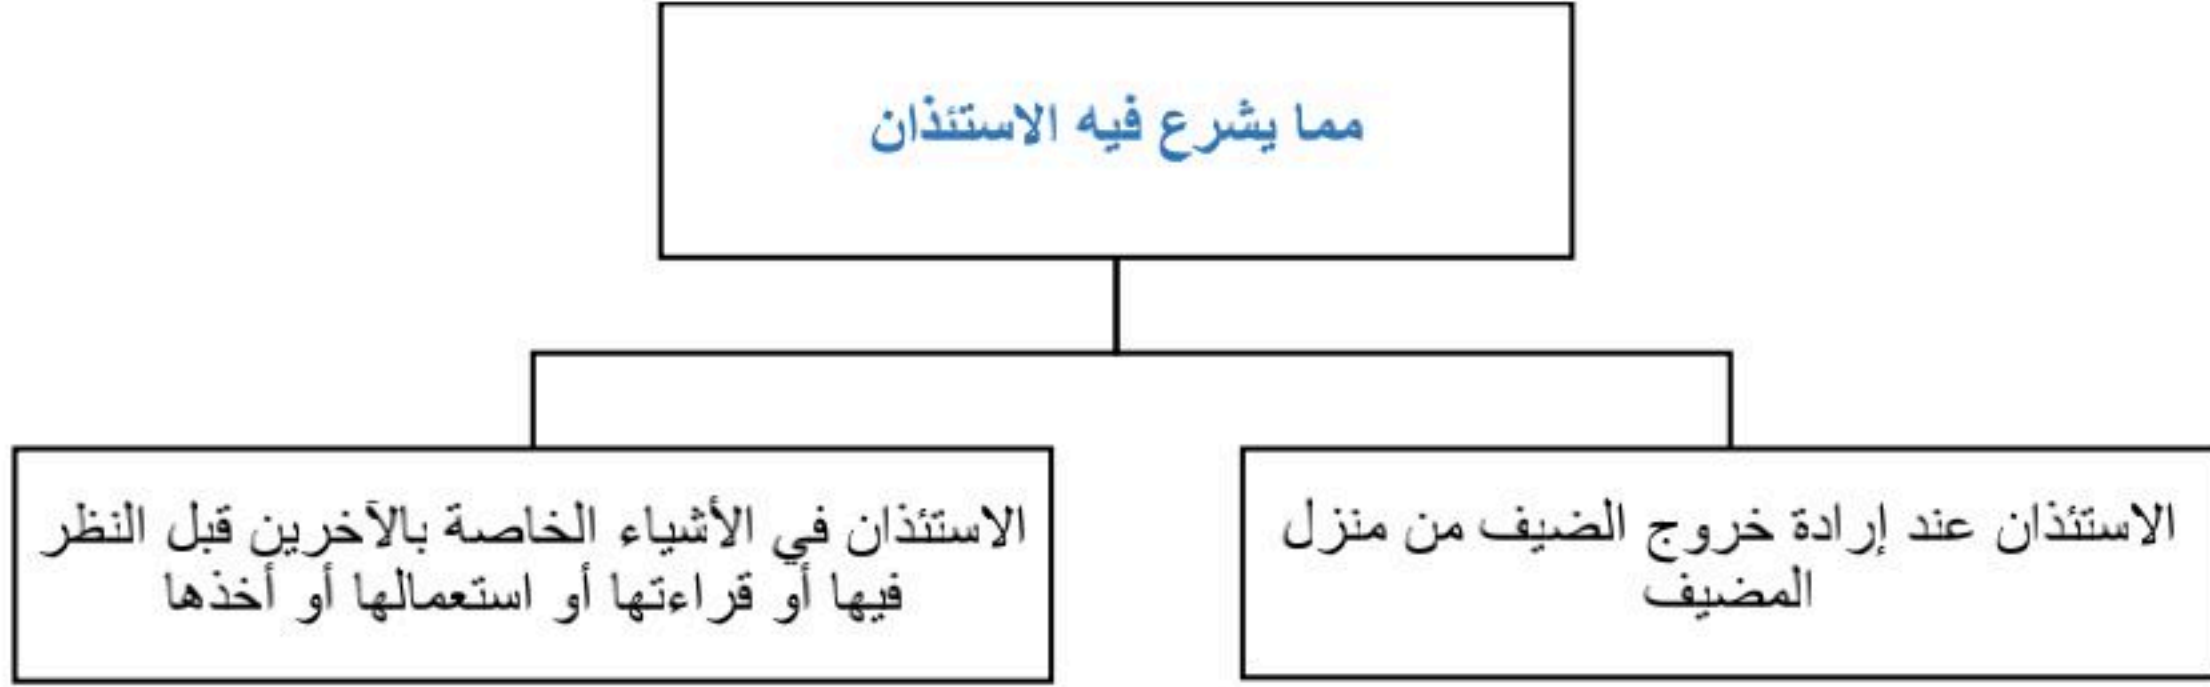 مما يشرع فيه الاستئذان
الاستئذان عند إرادة خروج الضيف من منزل
المضيف
الاستئذان في الأشياء الخاصة بالآخرين قبل النظر
فيها أو قراءتها أو استعمالها أو أخذها